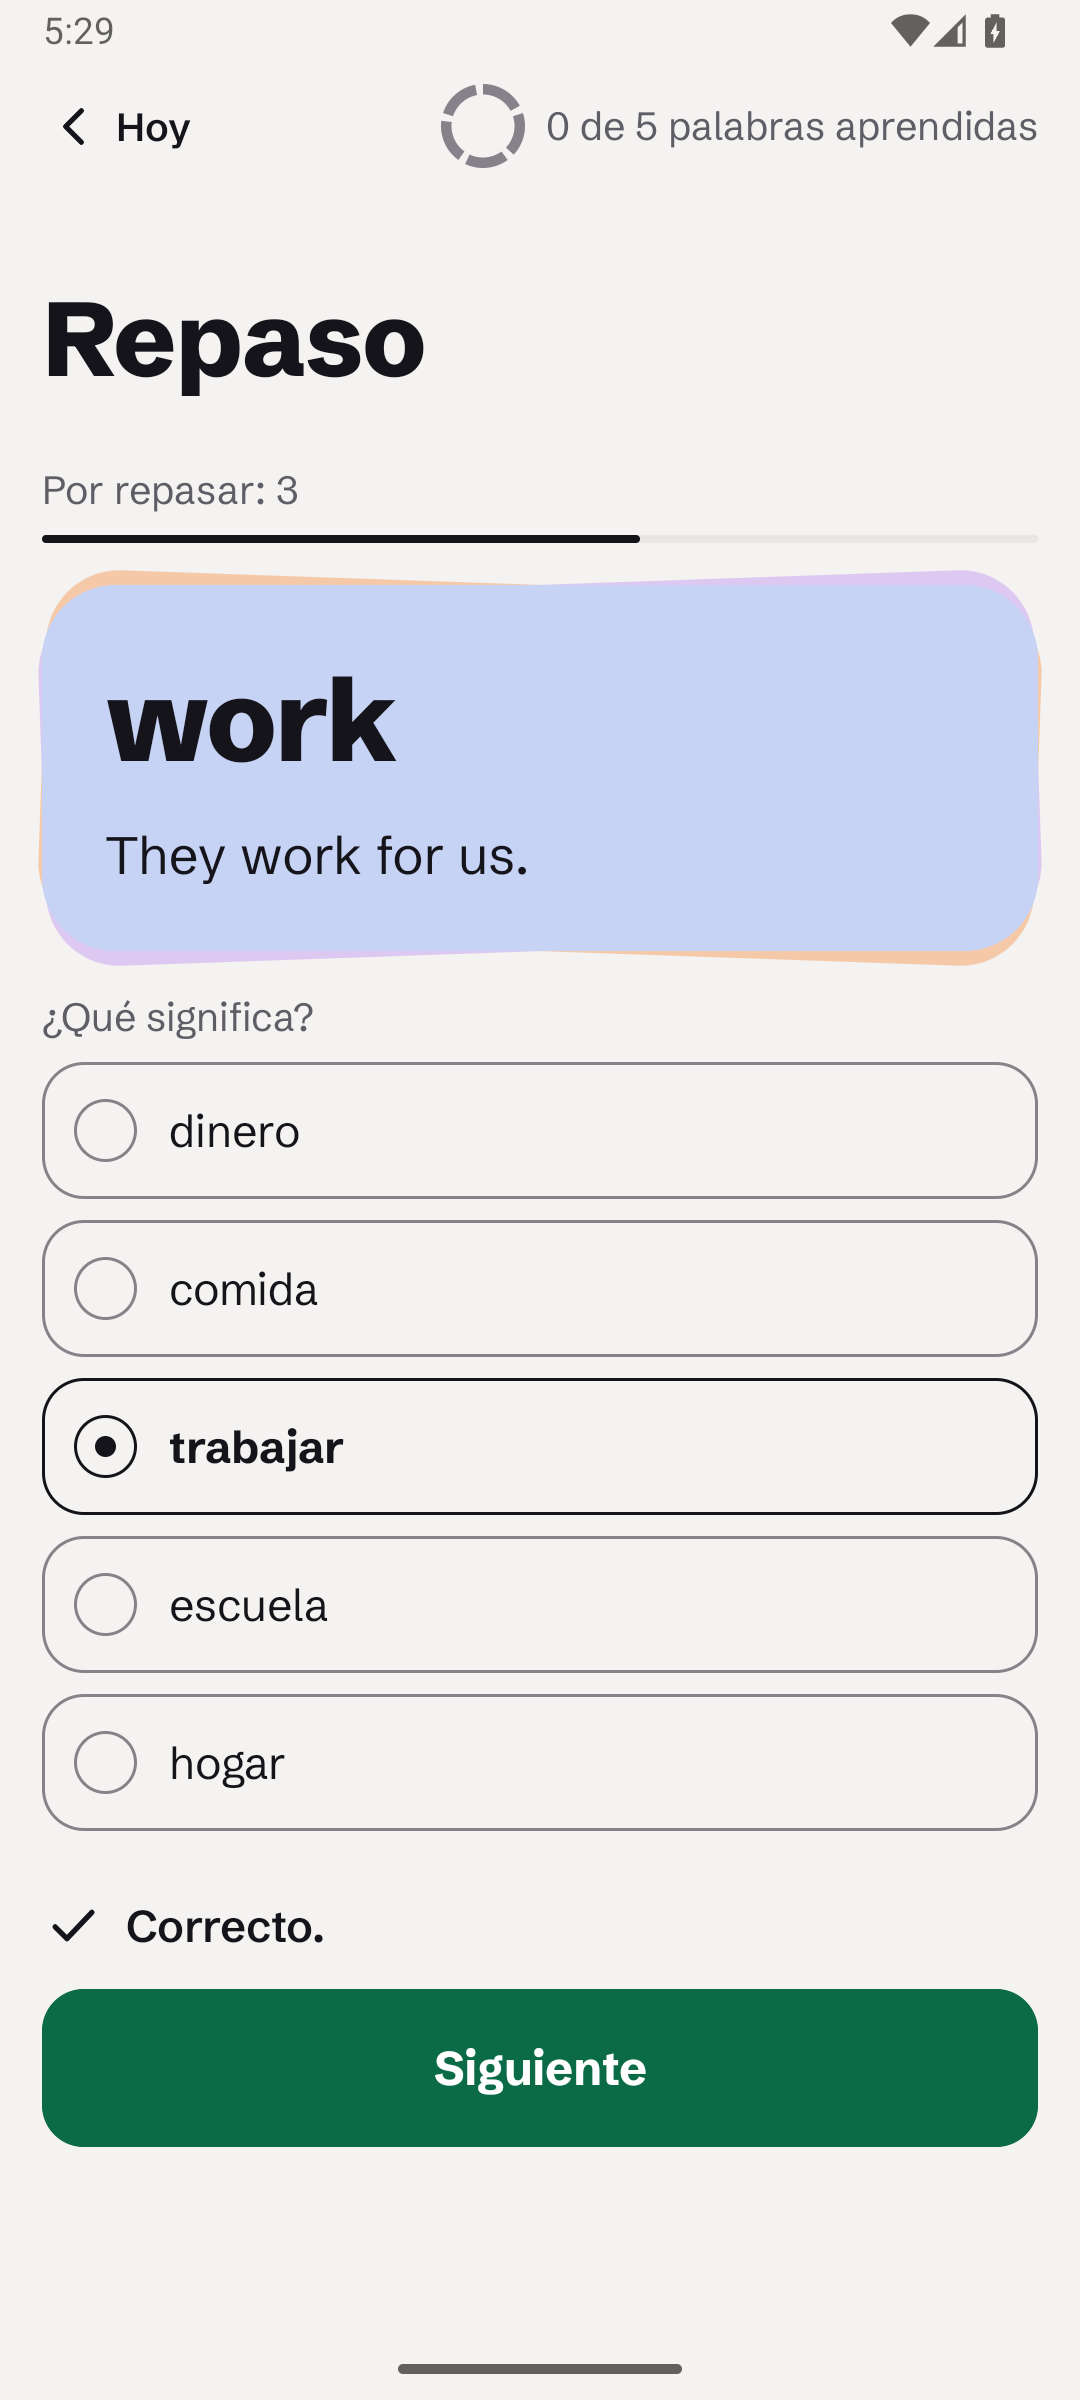 5:29
Hoy
0 de 5 palabras aprendidas
Repaso
Por repasar: 3
work
They work for us.
¿Qué significa?
dinero
comida
trabajar
escuela
hogar
Correcto.
Siguiente